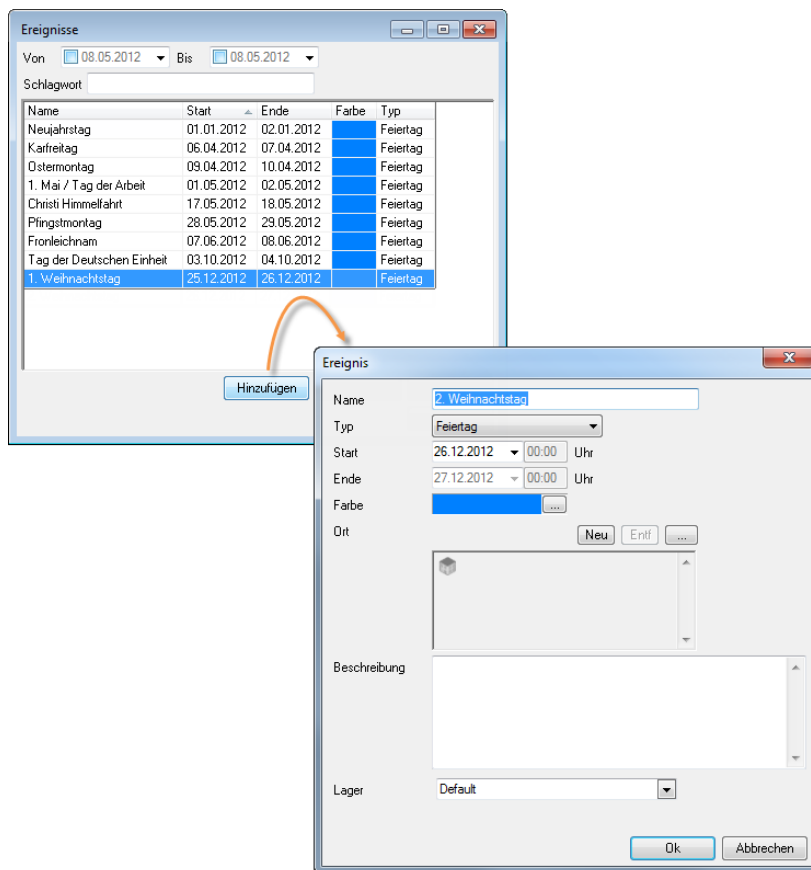 Ereignisse
Von 08.05.2012 Bis 08.05.2012
Schlagwort
Name Start Ende Farbe Typ
Neujahrstag 01.01.2012 02.01.2012 Feiertag
Karfreitag 06.04.2012 07.04.2012 Feiertag
Ostermontag 09.04.2012 10.04.2012 Feiertag
1. Mai / Tag der Arbeit 01.05.2012 02.05.2012 Feiertag
Christi Himmelfahrt 17.05.2012 18.05.2012 Feiertag
Pfingstmontag 28.05.2012 29.05.2012 Feiertag
Fronleichnam 07.06.2012 08.06.2012 Feiertag
Tag der Deutschen Einheit 03.10.2012 04.10.2012 Feiertag
1. Weihnachtstag 25.12.2012 26.12.2012 Feiertag
Hinzufügen
Ereignis
Name 2. Weihnachtstag
Typ Feiertag
Start 26.12.2012 00:00 Uhr
Ende 27.12.2012 00:00 Uhr
Farbe ...
Ort Neu Entf ...
Beschreibung
Lager Default
Ok Abbrechen